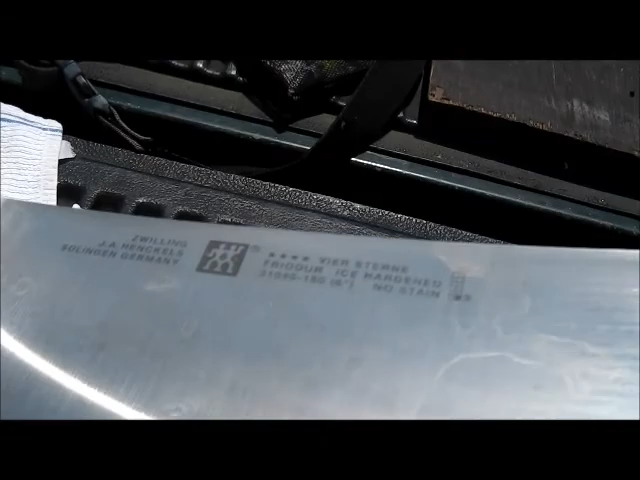 ZWILLING
J.A. HENCKELS
SOLINGEN GERMANY
®
**** VIER STERNE
FRIODUR ICE HARDENED
NO STAIN